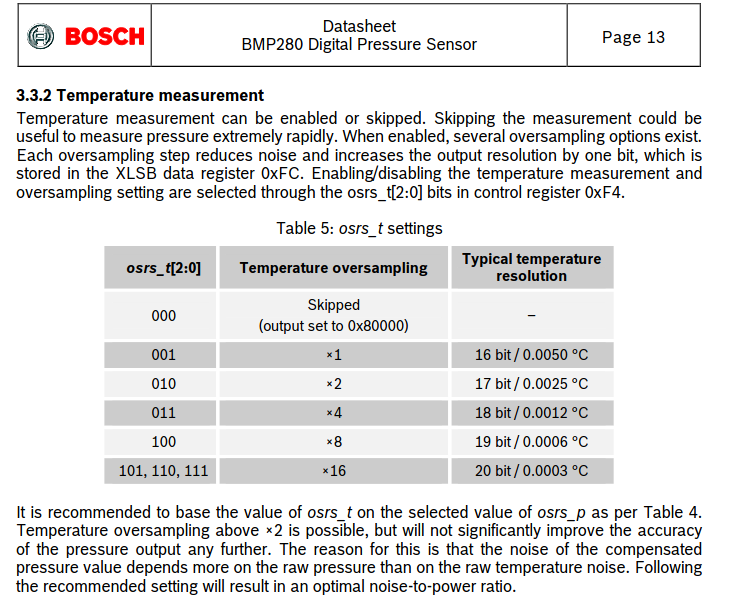 BOSCH
Datasheet
BMP280 Digital Pressure Sensor
Page 13
3.3.2 Temperature measurement
Temperature measurement can be enabled or skipped. Skipping the measurement could be
useful to measure pressure extremely rapidly. When enabled, several oversampling options exist.
Each oversampling step reduces noise and increases the output resolution by one bit, which is
stored in the XLSB data register 0xFC. Enabling/disabling the temperature measurement and
oversampling setting are selected through the osrs_t[2:0] bits in control register 0xF4.
Table 5: osrs_t settings
osrs_t[2:0] Temperature oversampling Typical temperature
resolution
000 Skipped
(output set to 0x80000) –
001 ×1 16 bit / 0.0050 °C
010 ×2 17 bit / 0.0025 °C
011 ×4 18 bit / 0.0012 °C
100 ×8 19 bit / 0.0006 °C
101, 110, 111 ×16 20 bit / 0.0003 °C
It is recommended to base the value of osrs_t on the selected value of osrs_p as per Table 4.
Temperature oversampling above ×2 is possible, but will not significantly improve the accuracy
of the pressure output any further. The reason for this is that the noise of the compensated
pressure value depends more on the raw pressure than on the raw temperature noise. Following
the recommended setting will result in an optimal noise-to-power ratio.